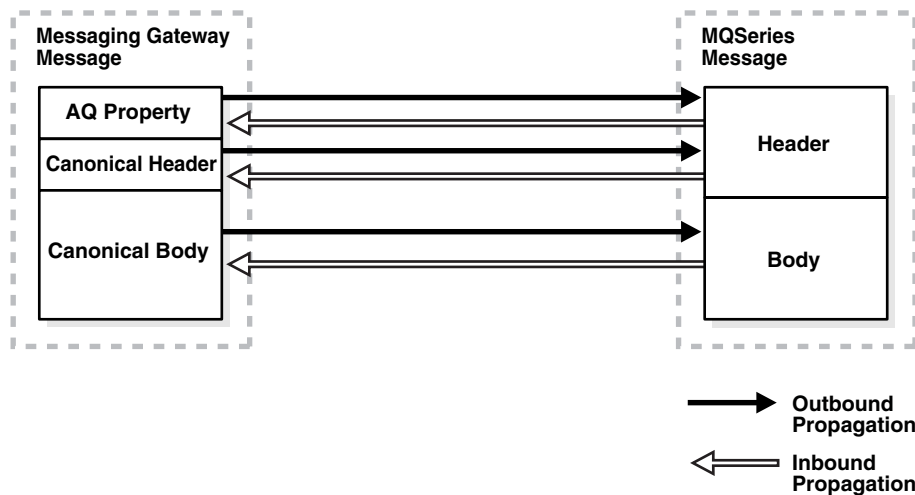 Messaging Gateway
Message
AQ Property
Canonical Header
Canonical Body
MQSeries
Message
Header
Body
Outbound
Propagation
Inbound
Propagation